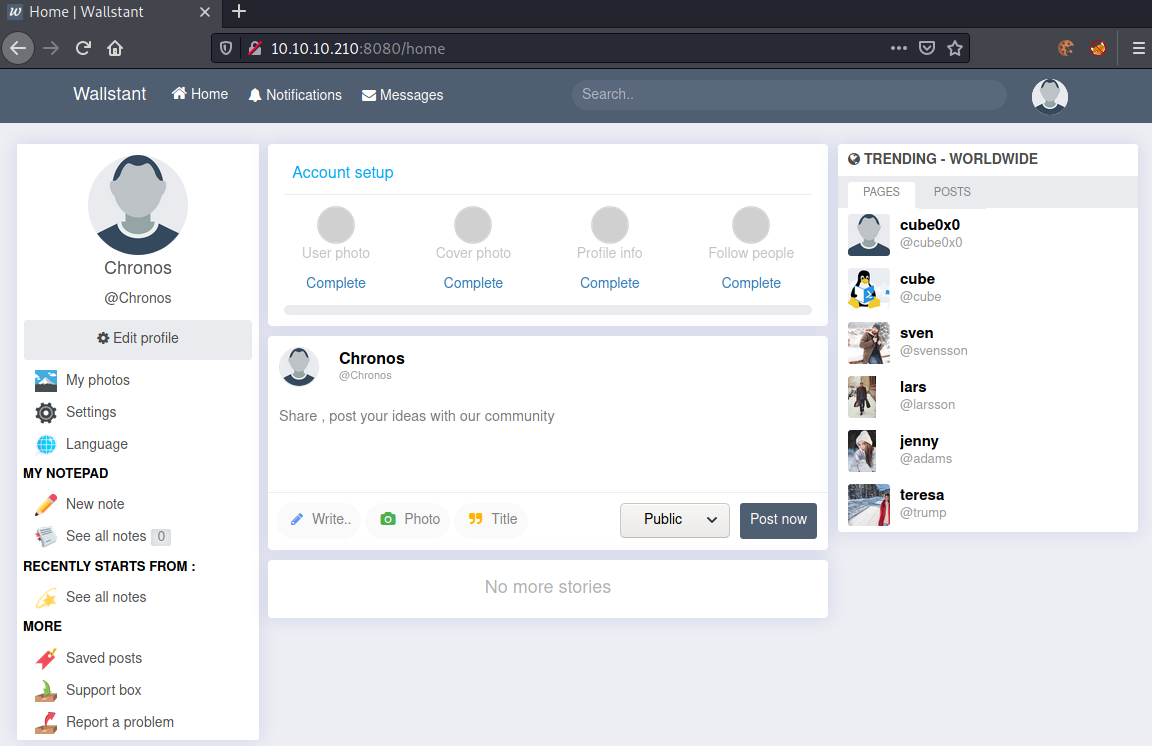 Home | Wallstant
10.10.10.210:8080/home
Wallstant Home Notifications Messages Search..
Chronos
@Chronos
Edit profile
My photos
Settings
Language
MY NOTEPAD
New note
See all notes 0
RECENTLY STARTS FROM :
See all notes
MORE
Saved posts
Support box
Report a problem
Account setup
User photo Cover photo Profile info Follow people
Complete Complete Complete Complete
Chronos
@Chronos
Share , post your ideas with our community
Write.. Photo Title Public Post now
No more stories
TRENDING - WORLDWIDE
PAGES POSTS
cube0x0
@cube0x0
cube
@cube
sven
@svensson
lars
@larsson
jenny
@adams
teresa
@trump